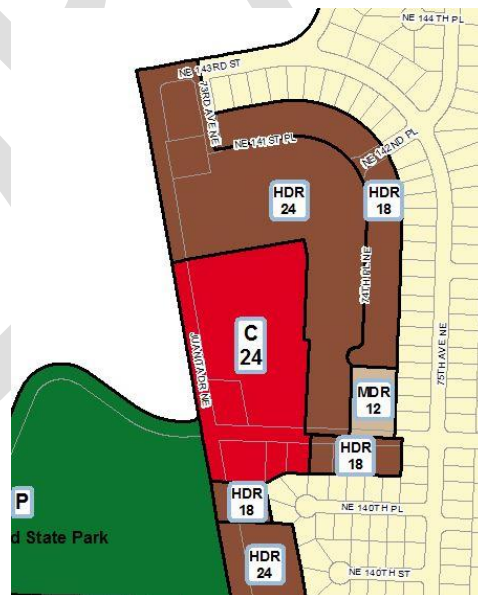 NE 144TH PL
NE 143RD ST
73RD AVE NE
NE 141ST PL
NE 142ND PL
HDR
24
HDR
18
74TH PL NE
C
24
JUANITA DR NE
75TH AVE NE
MDR
12
HDR
18
P
HDR
18
NE 140TH PL
d State Park
HDR
24
NE 140TH ST